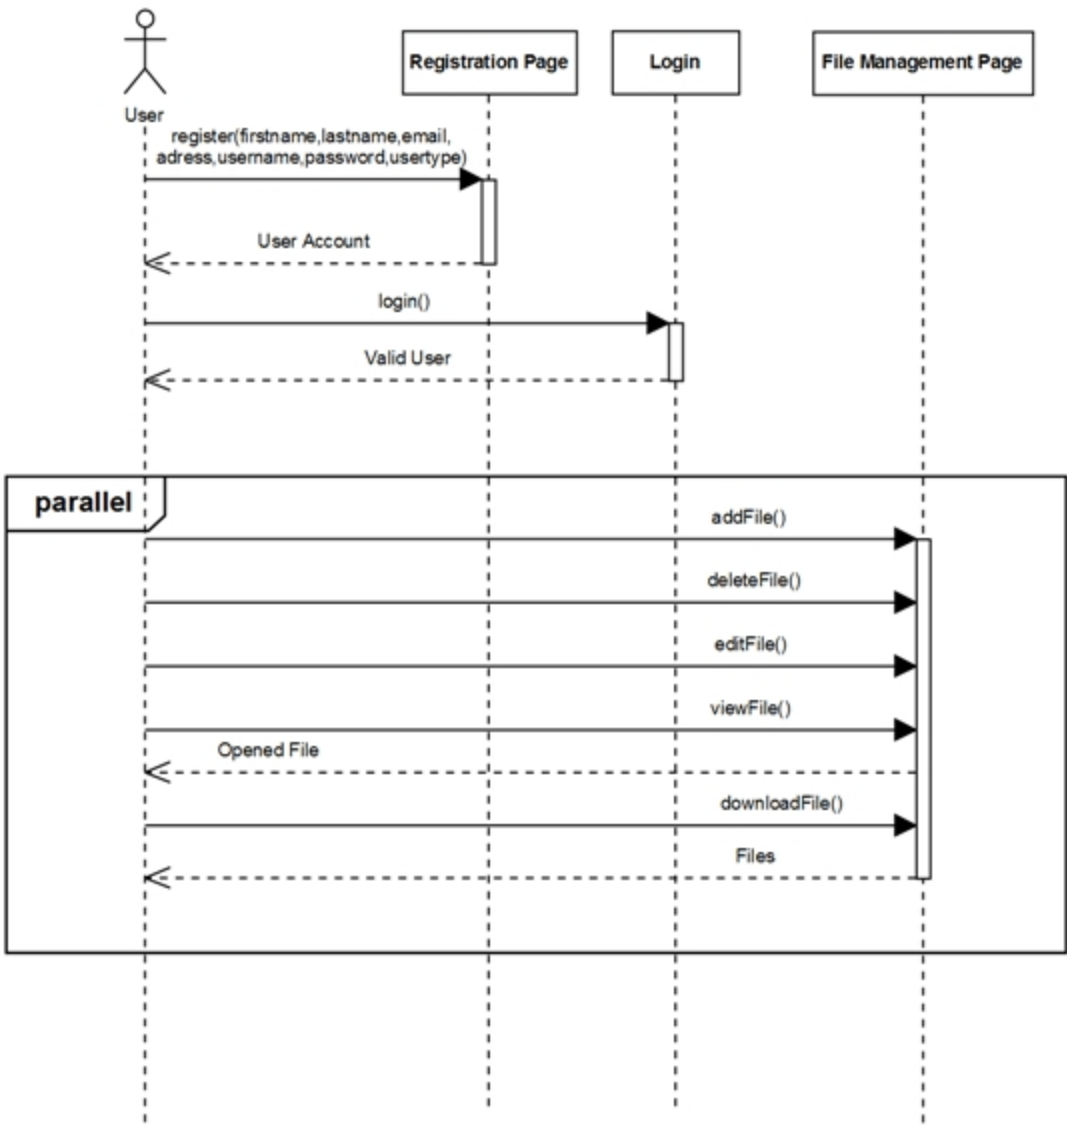 Registration Page
Login
File Management Page
User
register(firstname,lastname,email,
adress,username,password,usertype)
User Account
login()
Valid User
parallel
addFile()
deleteFile()
editFile()
viewFile()
Opened File
downloadFile()
Files